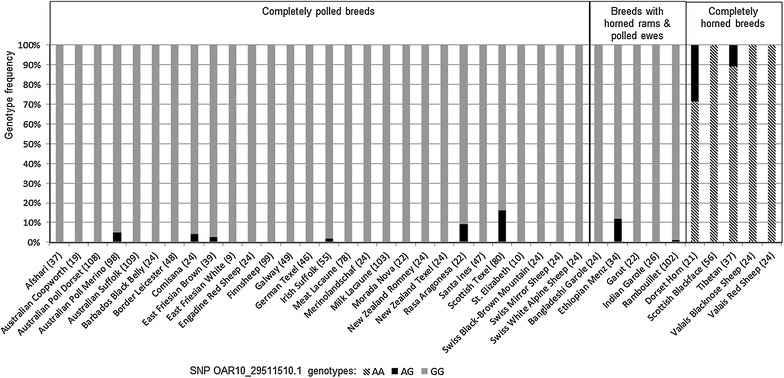 Completely polled breeds
Breeds with
horned rams &
polled ewes
Completely
horned breeds
Genotype frequency
100%
90%
80%
70%
60%
50%
40%
30%
20%
10%
0%
Afshari (37)
Australian Coopworth (19)
Australian Poll Dorset (108)
Australian Poll Merino (98)
Australian Suffolk (109)
Barbados Black Belly (24)
Border Leicester (48)
Comisana (24)
East Friesian Brown (39)
East Friesian White (9)
Engadine Red Sheep (24)
Finnsheep (99)
Galway (49)
German Texel (46)
Irish Suffolk (55)
Meat Lacaune (78)
Merinolandschaf (24)
Milk Lacaune (103)
Morada Nova (22)
New Zealand Romney (24)
New Zealand Texel (24)
Rasa Aragonesa (22)
Santa Ines (47)
Scottish Texel (80)
St. Elizabeth (10)
Swiss Black-Brown Mountain (24)
Swiss Mirror Sheep (24)
Swiss White Alpine Sheep (24)
Bangladeshi Garole (24)
Ethiopian Menz (34)
Garut (22)
Indian Garole (26)
Rambouillet (102)
Dorset Horn (21)
Scottish Blackface (56)
Tibetan (37)
Valais Blacknose Sheep (24)
Valais Red Sheep (24)
SNP OAR10_29511510.1 genotypes: AA AG GG